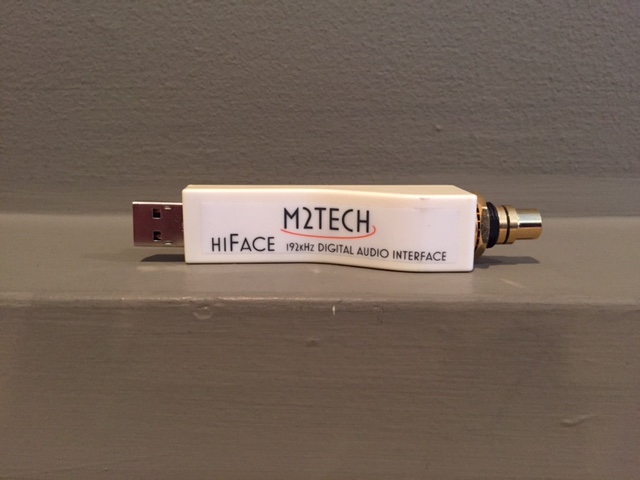 M2TECH
HIFACE 192KHZ DIGITAL AUDIO INTERFACE